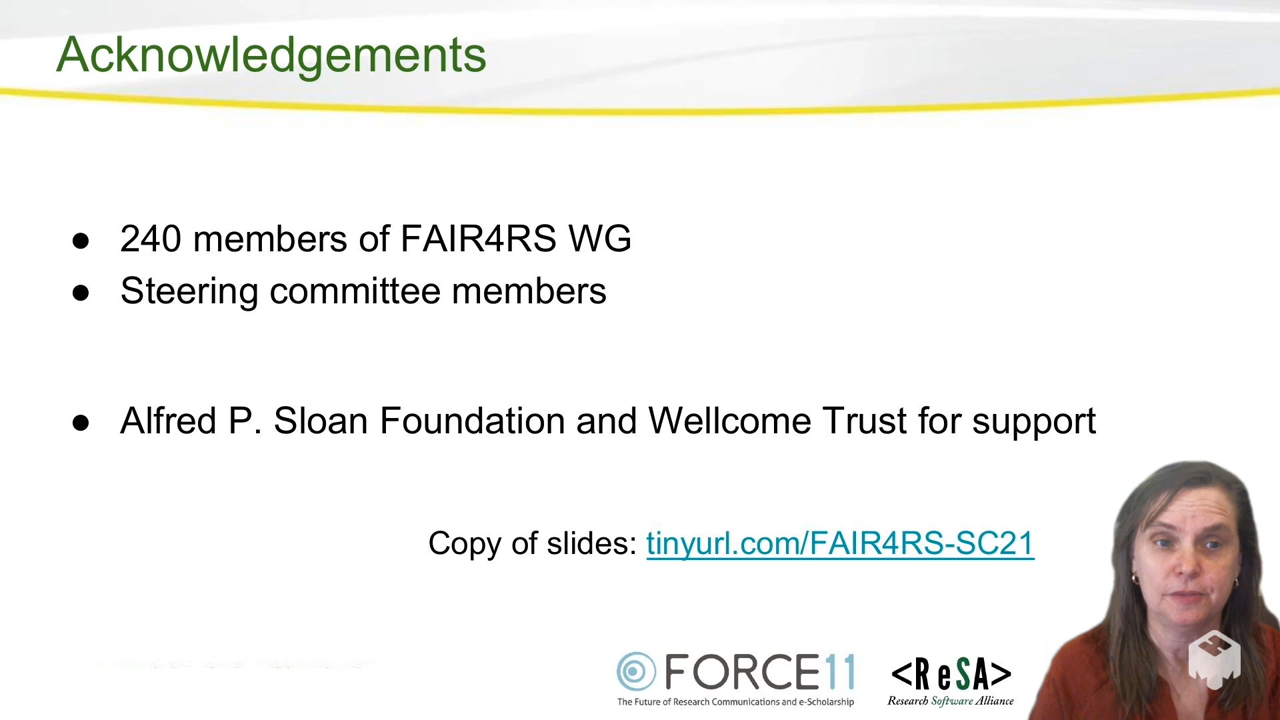 Acknowledgements
● 240 members of FAIR4RS WG
● Steering committee members
● Alfred P. Sloan Foundation and Wellcome Trust for support
Copy of slides: tinyurl.com/FAIR4RS-SC21
FORCE11
The Future of Research Communications and e-Scholarship
<ReSA>
Research Software Alliance